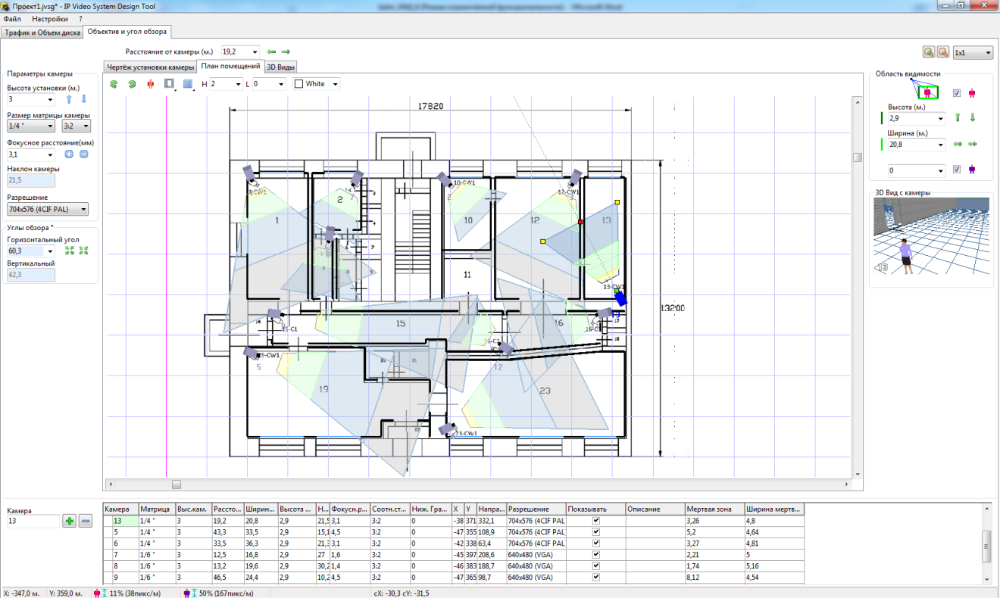 Проект1.jvsg* - IP Video System Design Tool
Файл Настройки ?
Трафик и Объем диска Объектив и угол обзора
Расстояние от камеры (м.) 19,2 1x1
Чертёж установки камеры План помещений 3D Виды
H 2 L 0 White
Параметры камеры
Высота установки (м.)
3
Размер матрицы камеры
1/4 " 3:2
Фокусное расстояние(мм)
3,1
Наклон камеры
21,5
Разрешение
704x576 (4CIF PAL)
Углы обзора °
Горизонтальный угол
60,3
Вертикальный
42,3
17820
13200
10-CW1
12-CW1
1 2 10 12 13
11
13-CW1
13
15 16 17
15-C1 16-C1
18
19-CW1
5 12
19 23
23-CW1
Область видимости
Высота (м.)
2,9
Ширина (м.)
20,8
0
3D Вид с камеры
13
Камера
13
Камера Матрица Выс.кам. Рассто... Ширин... Высота ... Н... Фокусн.р... Соотн.ст... Ниж. Гра... X Y Напра... Разрешение Показывать Описание Мертвая зона Ширина мертв...
13 1/4 " 3 19,2 20,8 2,9 21,5 3,1 3:2 0 -38 371 332,1 704x576 (4CIF PAL 3,26 4,8
5 1/4 " 3 43,3 33,5 2,9 15,1 4,5 3:2 0 -47 355 108,9 704x576 (4CIF PAL 5,2 4,64
6 1/4 " 3 33,5 36,3 2,9 21,3 3,1 3:2 0 -42 338 63,4 704x576 (4CIF PAL 3,27 4,81
7 1/6 " 3 12,5 16,8 2,9 27 1,6 3:2 0 -45 397 208,6 640x480 (VGA) 2,21 5
8 1/6 " 3 13,2 19,6 2,9 30,2 1,4 3:2 0 -46 383 188,7 640x480 (VGA) 1,74 5,16
9 1/6 " 3 46,5 24,4 2,9 10,2 4,5 3:2 0 -47 365 98,7 640x480 (VGA) 8,12 4,54
X: -347,0 м. Y: 359,0 м. 11% (38пикс/м) 50% (167пикс/м) cX: -30,3 cY: -31,5